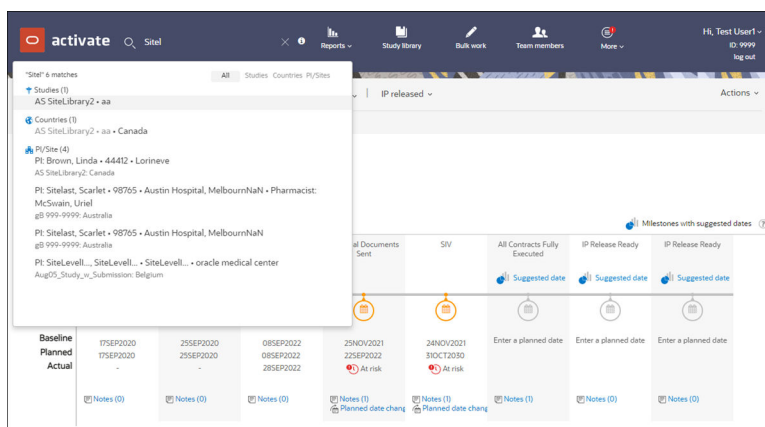 activate
Sitel
Reports
Study library
Bulk work
Team members
More
Hi, Test User1
ID: 9999
log out
"Sitel" 6 matches
All Studies Countries PI/Sites
Studies (1)
AS SiteLibrary2 • aa
Countries (1)
AS SiteLibrary2 • aa • Canada
PI/Site (4)
PI: Brown, Linda • 44412 • Lorineve
AS SiteLibrary2: Canada
PI: Sitelast, Scarlet • 98765 • Austin Hospital, MelbournNaN • Pharmacist:
McSwain, Uriel
gB 999-9999: Australia
PI: Sitelast, Scarlet • 98765 • Austin Hospital, MelbournNaN
gB 999-9999: Australia
PI: SiteLevell..., SiteLevell... • SiteLevell... • oracle medical center
Aug05_Study_w_Submission: Belgium
IP released
Actions
Milestones with suggested dates ?
al Documents
Sent
SIV
All Contracts Fully
Executed
IP Release Ready
IP Release Ready
Suggested date
Suggested date
Suggested date
Baseline 17SEP2020 25SEP2020 08SEP2022 25NOV2021 24NOV2021 Enter a planned date Enter a planned date Enter a planned date
Planned 17SEP2020 25SEP2020 08SEP2022 22SEP2022 31OCT2030
Actual - - 28SEP2022 At risk At risk
Notes (0) Notes (0) Notes (0) Notes (1) Notes (1) Notes (1) Notes (0) Notes (0)
Planned date chang Planned date chang